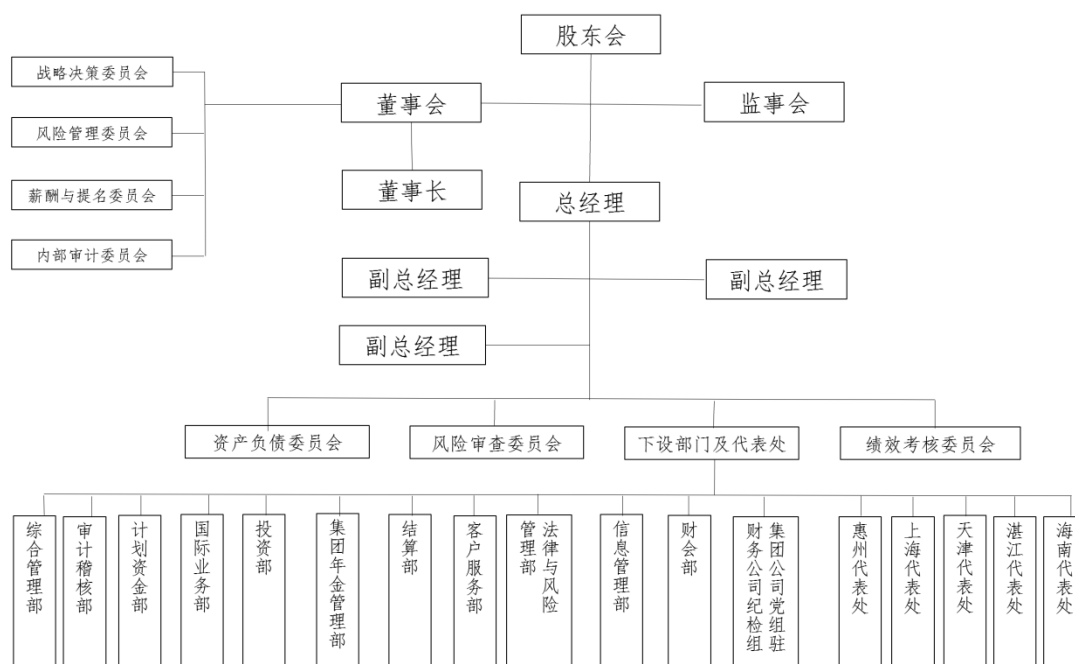 股东会
战略决策委员会
董事会
监事会
风险管理委员会
薪酬与提名委员会
董事长
总经理
内部审计委员会
副总经理
副总经理
副总经理
资产负债委员会
风险审查委员会
下设部门及代表处
绩效考核委员会
综合管理部
审计稽核部
计划资金部
国际业务部
投资部
集团年金管理部
结算部
客户服务部
法律与风险
管理部
信息管理部
财会部
集团公司党组驻
财务公司纪检组
惠州代表处
上海代表处
天津代表处
湛江代表处
海南代表处